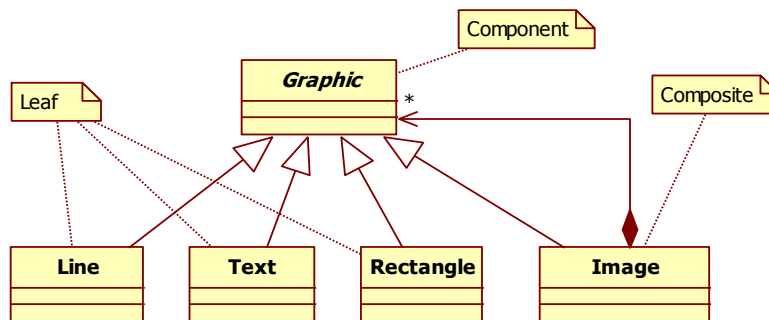 Component
Graphic
*
Leaf
Composite
Line
Text
Rectangle
Image